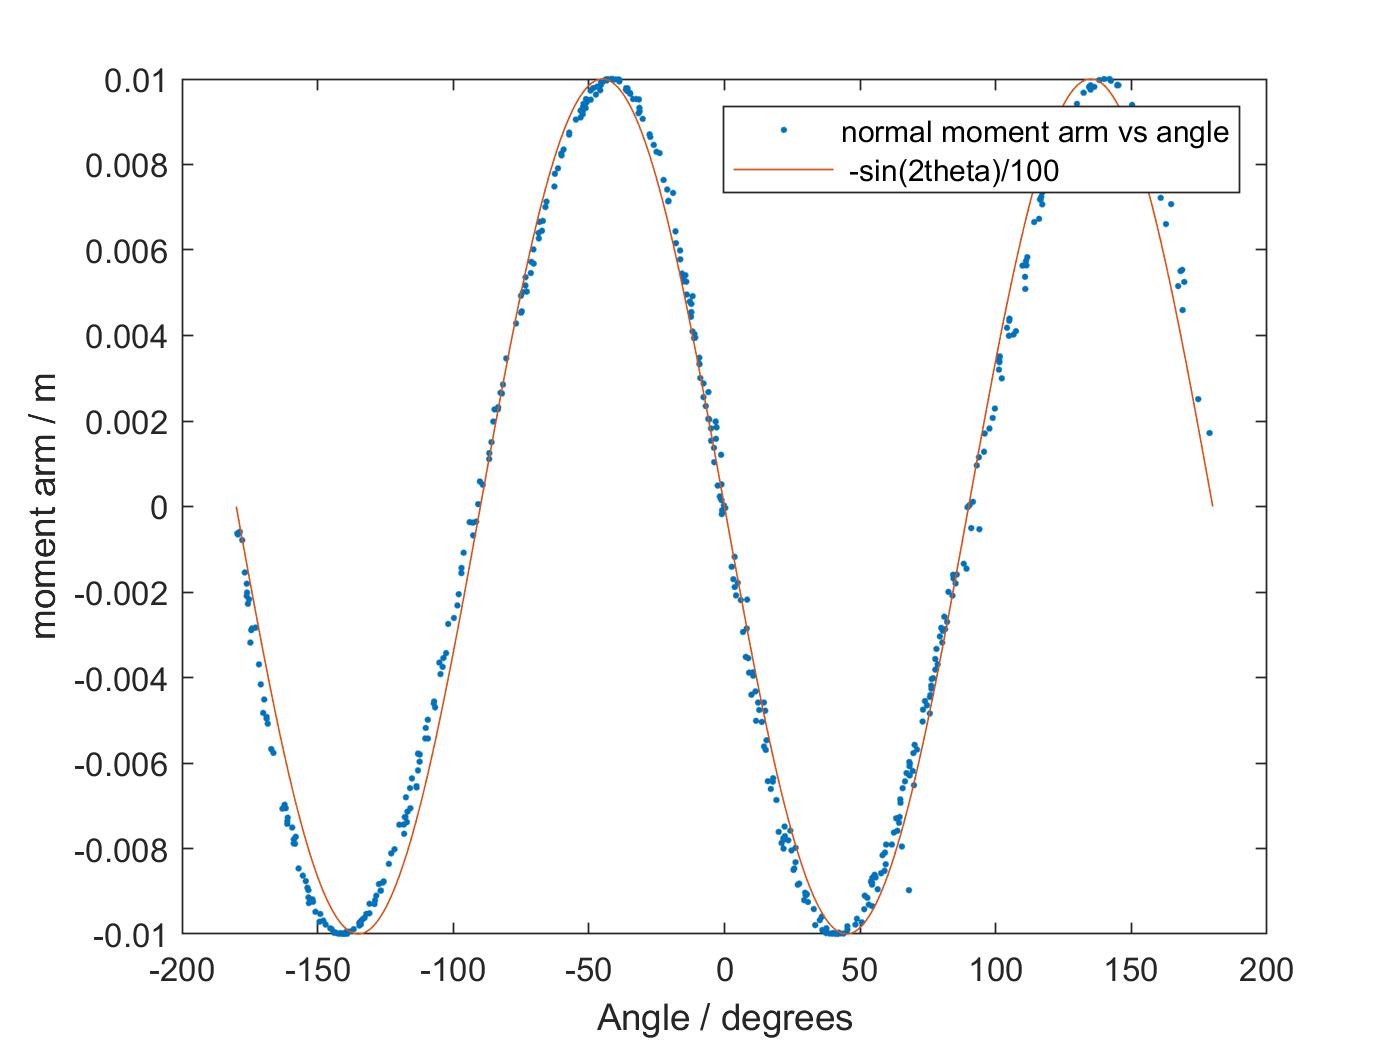 0.01
0.008
0.006
0.004
0.002
0
-0.002
-0.004
-0.006
-0.008
-0.01
moment arm / m
normal moment arm vs angle
-sin(2theta)/100
-200 -150 -100 -50 0 50 100 150 200
Angle / degrees